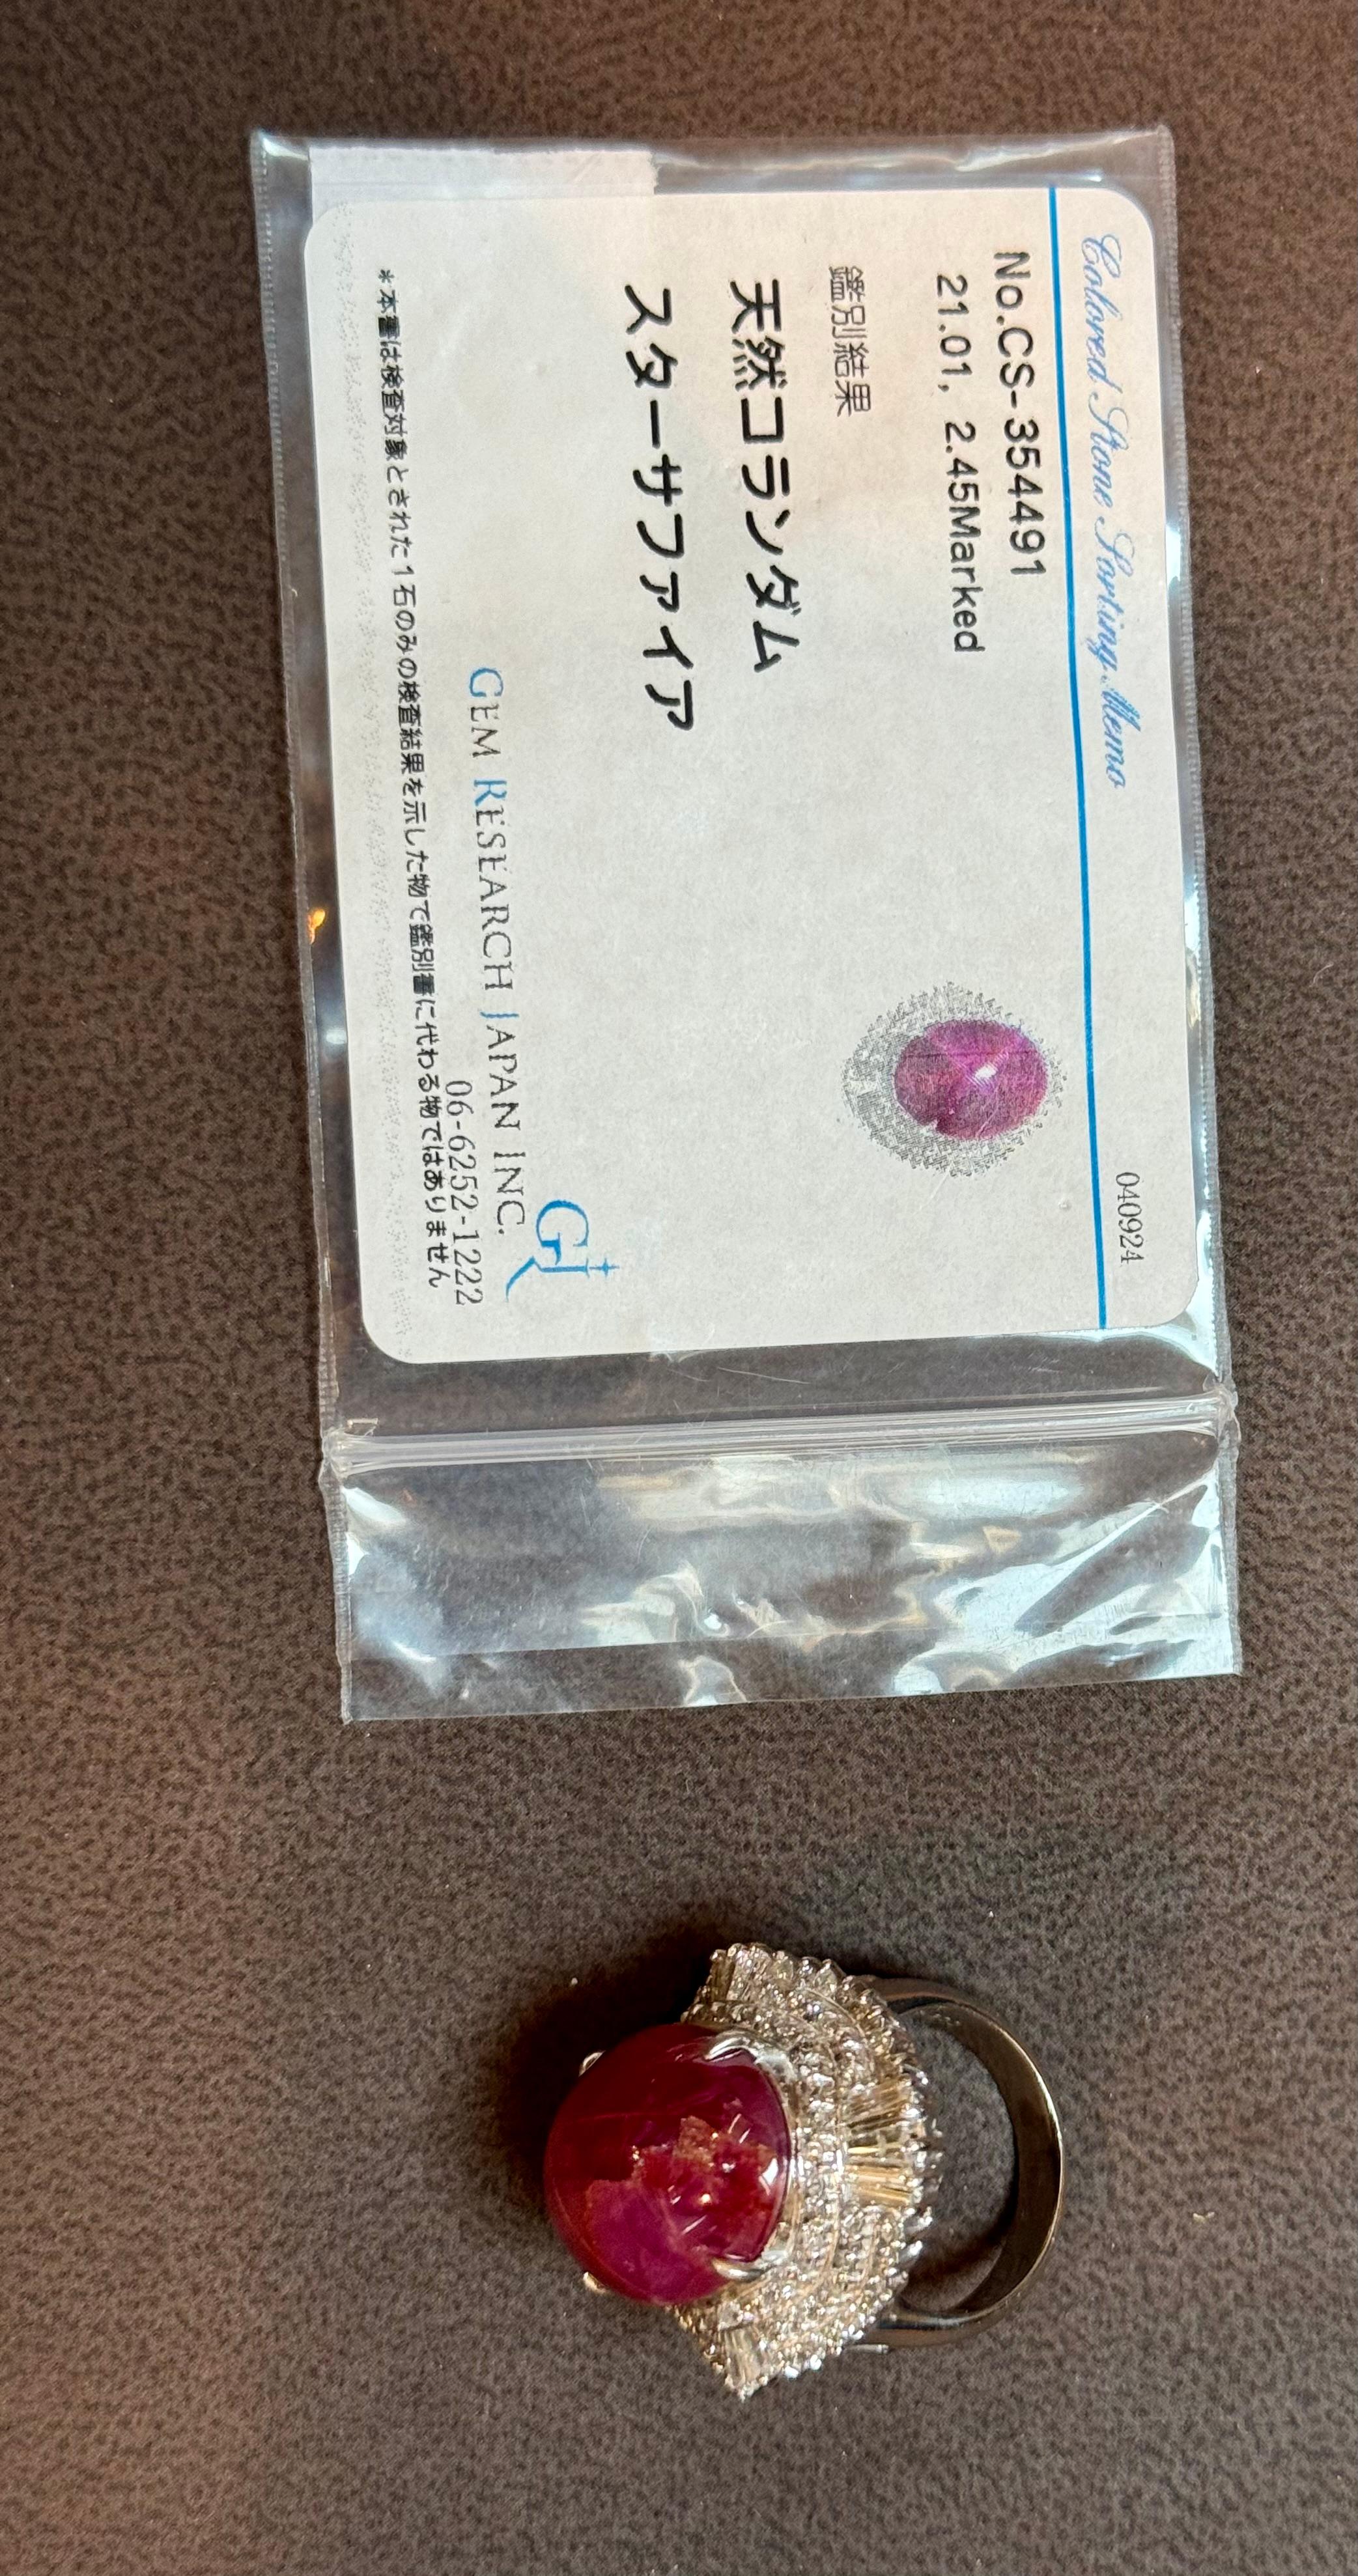 Colored Stone Sorting Memo 040924
No.CS-354491
21.01, 2.45Marked
鑑別結果
天然コランダム
スターサファイア
GJ
GEM RESEARCH JAPAN INC.
06-6252-1222
*本書は検査対象とされた1石のみの検査結果を示した物で鑑別書に代わる物ではありません